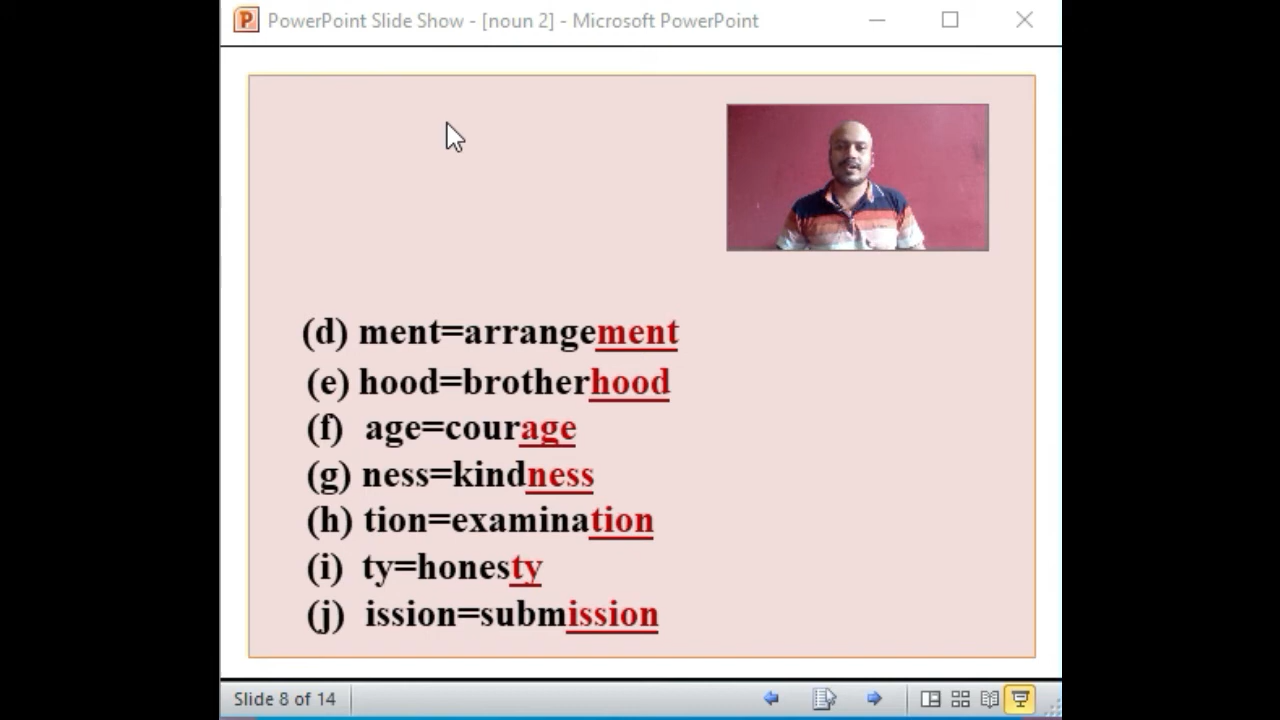 PowerPoint Slide Show - [noun 2] - Microsoft PowerPoint
(d) ment=arrangement
(e) hood=brotherhood
(f) age=courage
(g) ness=kindness
(h) tion=examination
(i) ty=honesty
(j) ission=submission
Slide 8 of 14